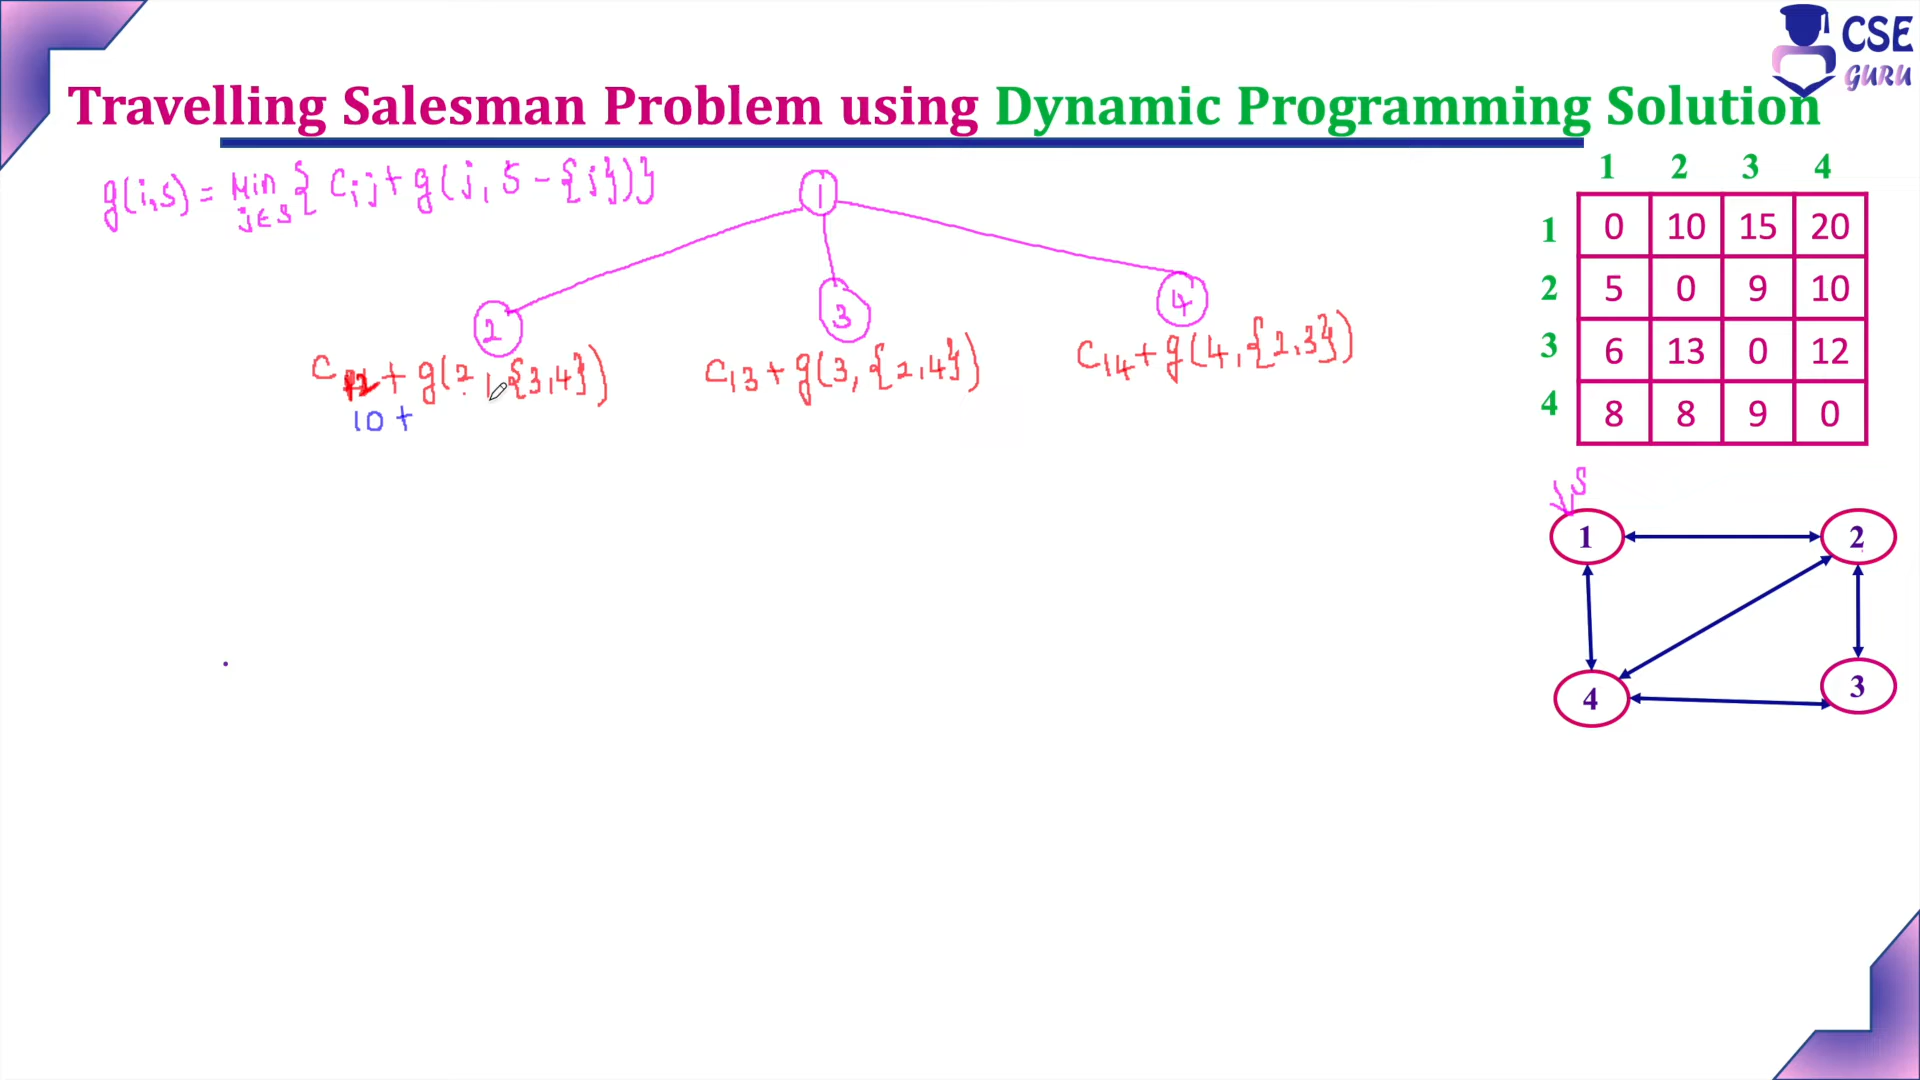 CSE
GURU
Travelling Salesman Problem using Dynamic Programming Solution
g(i,s) = Min { Cij + g(j, S - {j})}
j∈s
1
2
3
4
C12 + g(2, {3,4})
C13 + g(3, {2,4})
C14 + g(4, {2,3})
10 +
1 2 3 4
1 0 10 15 20
2 5 0 9 10
3 6 13 0 12
4 8 8 9 0
S
1
2
4
3